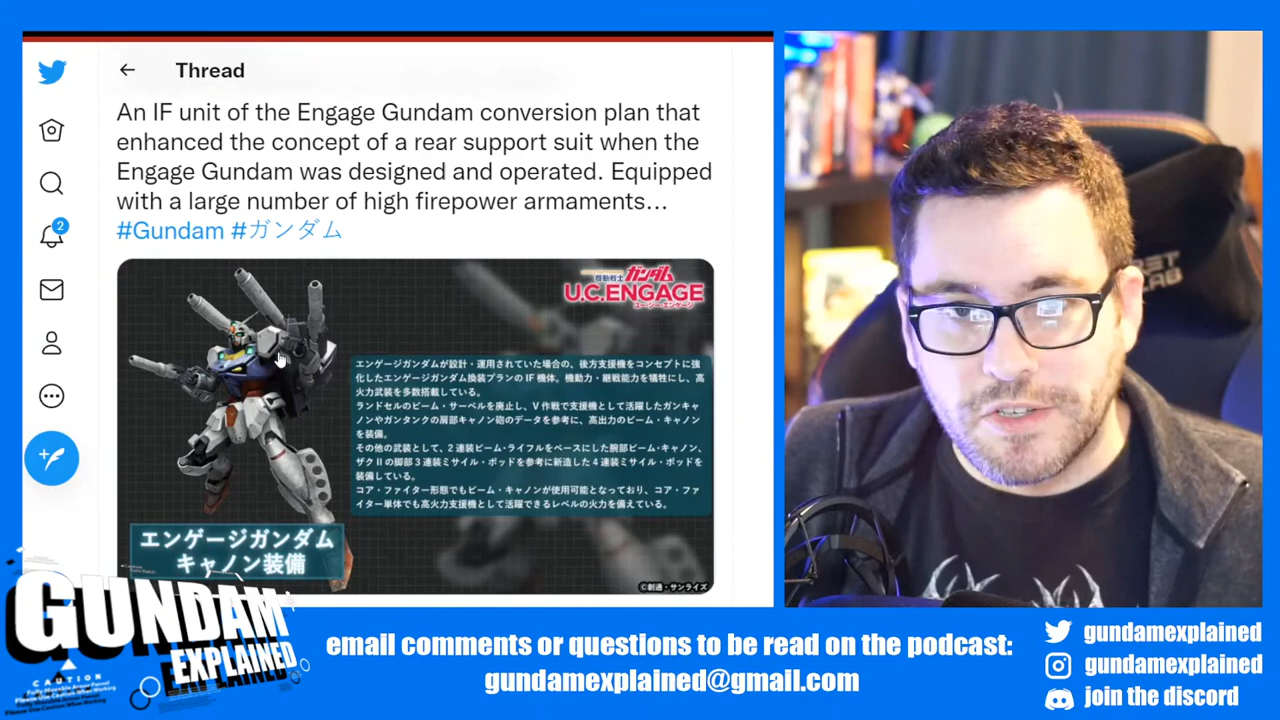 Thread
An IF unit of the Engage Gundam conversion plan that
enhanced the concept of a rear support suit when the
Engage Gundam was designed and operated. Equipped
with a large number of high firepower armaments...
#Gundam #ガンダム
2
機動戦士 ガンダム
U.C.ENGAGE
ユー・シー・エンゲージ
エンゲージガンダムが設計・運用されていた場合の、後方支援機をコンセプトに強
化したエンゲージガンダム換装プランのIF機体。機動力・継戦能力を犠牲にし、高
火力武装を多数搭載している。
ランドセルのビーム・サーベルを廃止し、V作戦で支援機として活躍したガンキャ
ノンやガンタンクの肩部キャノン砲のデータを参考に、高出力のビーム・キャノン
を装備。
その他の武装として、2連装ビーム・ライフルをベースにした腕部ビーム・キャノン、
ザクⅡの脚部3連装ミサイル・ポッドを参考に新造した4連装ミサイル・ポッドを
装備している。
コア・ファイター形態でもビーム・キャノンが使用可能となっており、コア・ファ
イター単体でも高火力支援機として活躍できるレベルの火力を備えている。
エンゲージガンダム
キャノン装備
©創通・サンライズ
GUNDAM
EXPLAINED
CAUTION
email comments or questions to be read on the podcast:
gundamexplained@gmail.com
gundamexplained
gundamexplained
join the discord